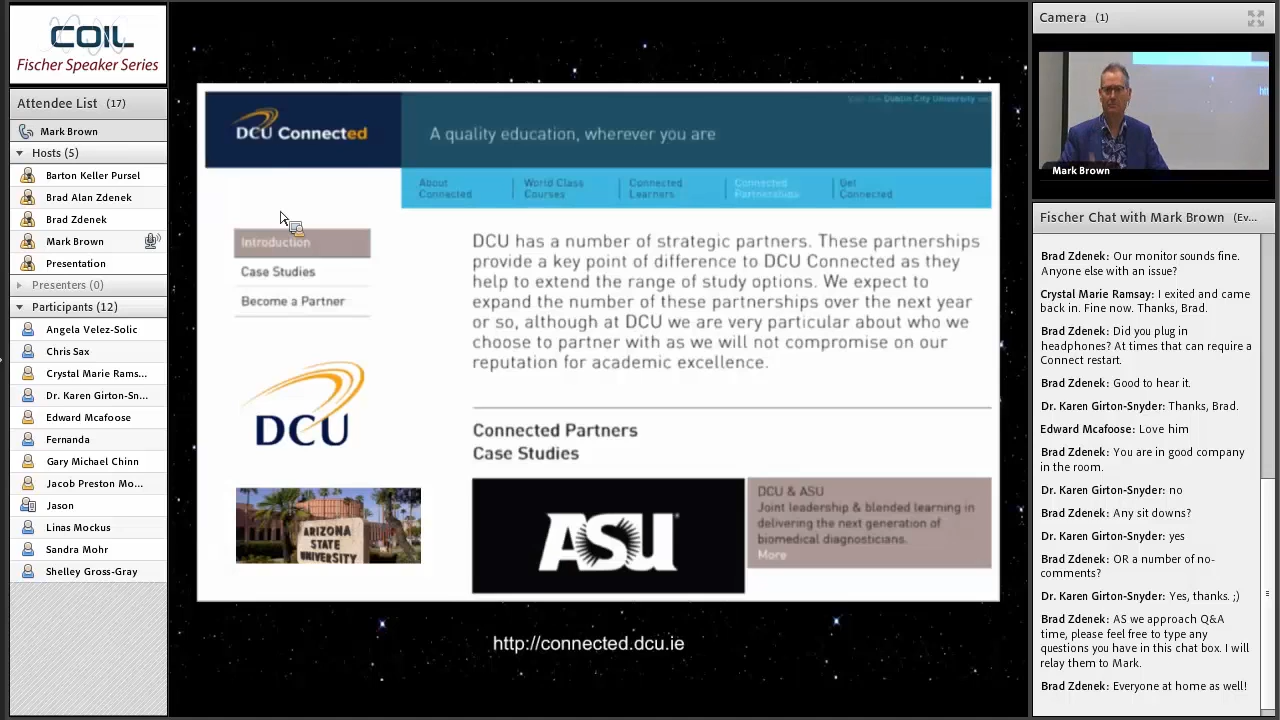 COIL
Fischer Speaker Series
Attendee List (17)
Mark Brown
Hosts (5)
Barton Keller Pursel
Brad Alan Zdenek
Brad Zdenek
Mark Brown
Presentation
Presenters (0)
Participants (12)
Angela Velez-Solic
Chris Sax
Crystal Marie Rams...
Dr. Karen Girton-Sn...
Edward Mcafoose
Fernanda
Gary Michael Chinn
Jacob Preston Mo...
Jason
Linas Mockus
Sandra Mohr
Shelley Gross-Gray
Visit the Dublin City University
DCU Connected
A quality education, wherever you are
About
Connected
World Class
Courses
Connected
Learners
Connected
Partnerships
Get
Connected
Introduction
Case Studies
Become a Partner
DCU
ARIZONA
STATE
UNIVERSITY
DCU has a number of strategic partners. These partnerships
provide a key point of difference to DCU Connected as they
help to extend the range of study options. We expect to
expand the number of these partnerships over the next year
or so, although at DCU we are very particular about who we
choose to partner with as we will not compromise on our
reputation for academic excellence.
Connected Partners
Case Studies
ASU
DCU & ASU
Joint leadership & blended learning in
delivering the next generation of
biomedical diagnosticians.
More
http://connected.dcu.ie
Camera (1)
Mark Brown
Fischer Chat with Mark Brown (Ev...
Brad Zdenek: Our monitor sounds fine.
Anyone else with an issue?
Crystal Marie Ramsay: I exited and came
back in. Fine now. Thanks, Brad.
Brad Zdenek: Did you plug in
headphones? At times that can require a
Connect restart.
Brad Zdenek: Good to hear it.
Dr. Karen Girton-Snyder: Thanks, Brad.
Edward Mcafoose: Love him
Brad Zdenek: You are in good company
in the room.
Dr. Karen Girton-Snyder: no
Brad Zdenek: Any sit downs?
Dr. Karen Girton-Snyder: yes
Brad Zdenek: OR a number of no-
comments?
Dr. Karen Girton-Snyder: Yes, thanks. ;)
Brad Zdenek: AS we approach Q&A
time, please feel free to type any
questions you have in this chat box. I will
relay them to Mark.
Brad Zdenek: Everyone at home as well!